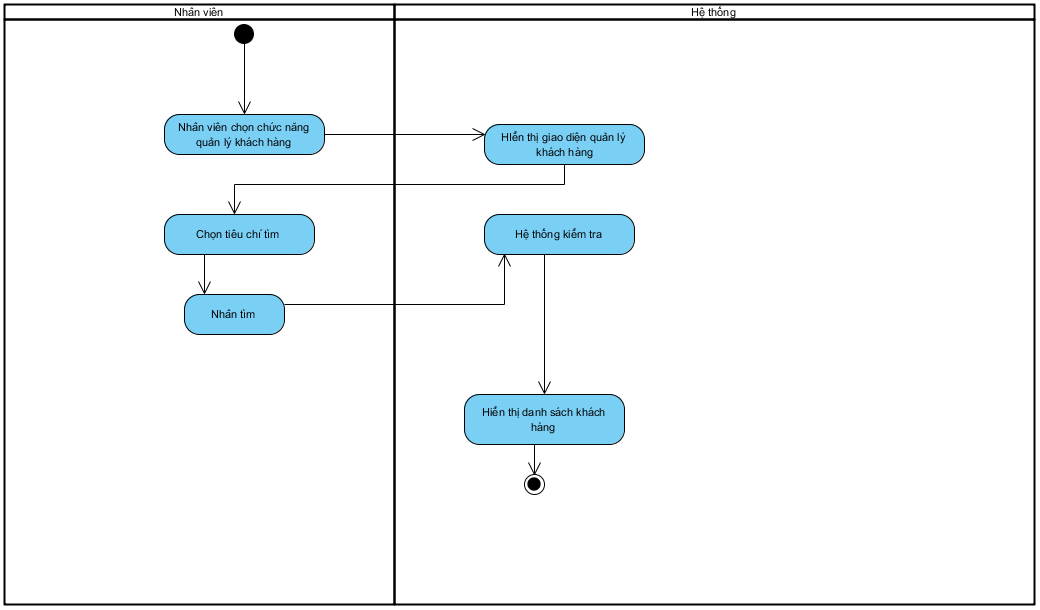 Nhân viên
Hệ thống
Nhân viên chọn chức năng
quản lý khách hàng
HIển thị giao diện quản lý
khách hàng
Chọn tiêu chí tìm
Hệ thống kiểm tra
Nhấn tìm
Hiển thị danh sách khách
hàng